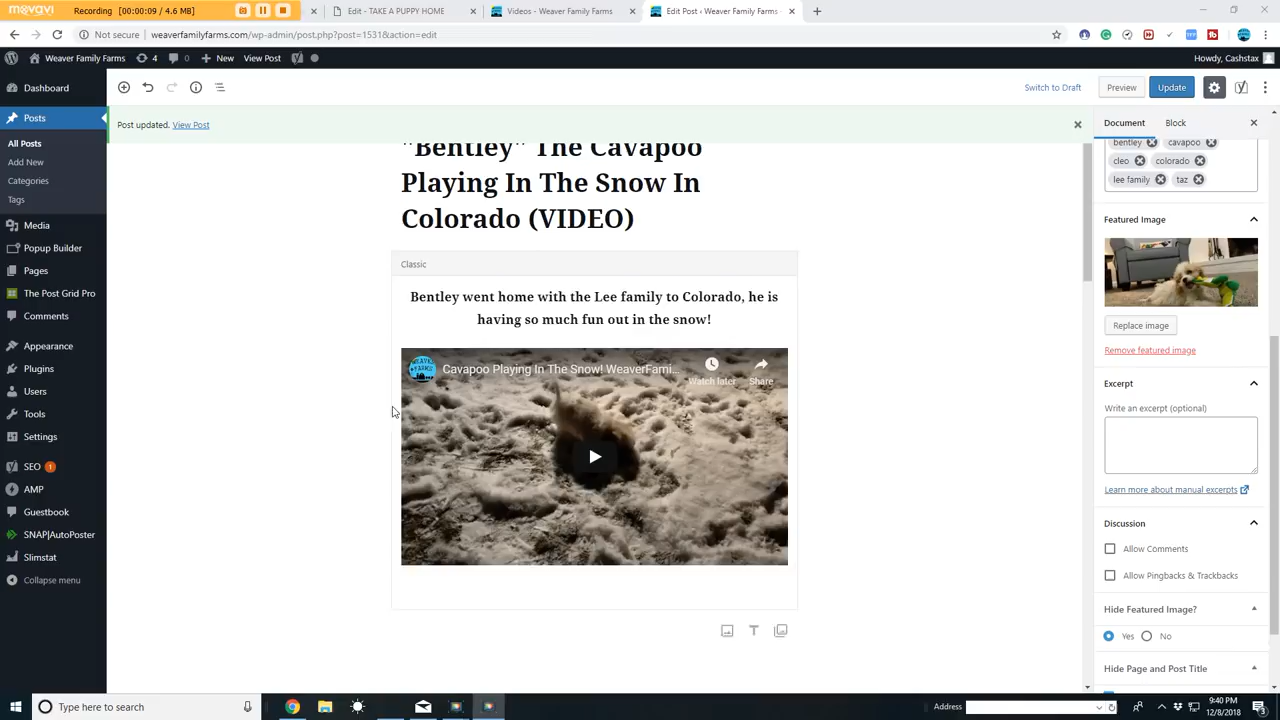 movavi
Recording [00:00:09 / 4.6 MB]
Edit - TAKE A PUPPY HOME
Videos - Weaver Family Farms
Edit Post ‹ Weaver Family Farms
Not secure | weaverfamilyfarms.com/wp-admin/post.php?post=1531&action=edit
Weaver Family Farms
4
0
New
View Post
Howdy, Cashstax
Dashboard
Posts
All Posts
Add New
Categories
Tags
Media
Popup Builder
Pages
The Post Grid Pro
Comments
Appearance
Plugins
Users
Tools
Settings
SEO 1
AMP
Guestbook
SNAP|AutoPoster
Slimstat
Collapse menu
Switch to Draft
Preview
Update
Post updated. View Post
"Bentley" The Cavapoo
Playing In The Snow In
Colorado (VIDEO)
Classic
Bentley went home with the Lee family to Colorado, he is
having so much fun out in the snow!
Cavapoo Playing In The Snow! WeaverFami...
Watch later
Share
Document
Block
bentley
cavapoo
cleo
colorado
lee family
taz
Featured Image
Replace image
Remove featured image
Excerpt
Write an excerpt (optional)
Learn more about manual excerpts
Discussion
Allow Comments
Allow Pingbacks & Trackbacks
Hide Featured Image?
Yes
No
Hide Page and Post Title
Type here to search
Address
9:40 PM
12/8/2018
3